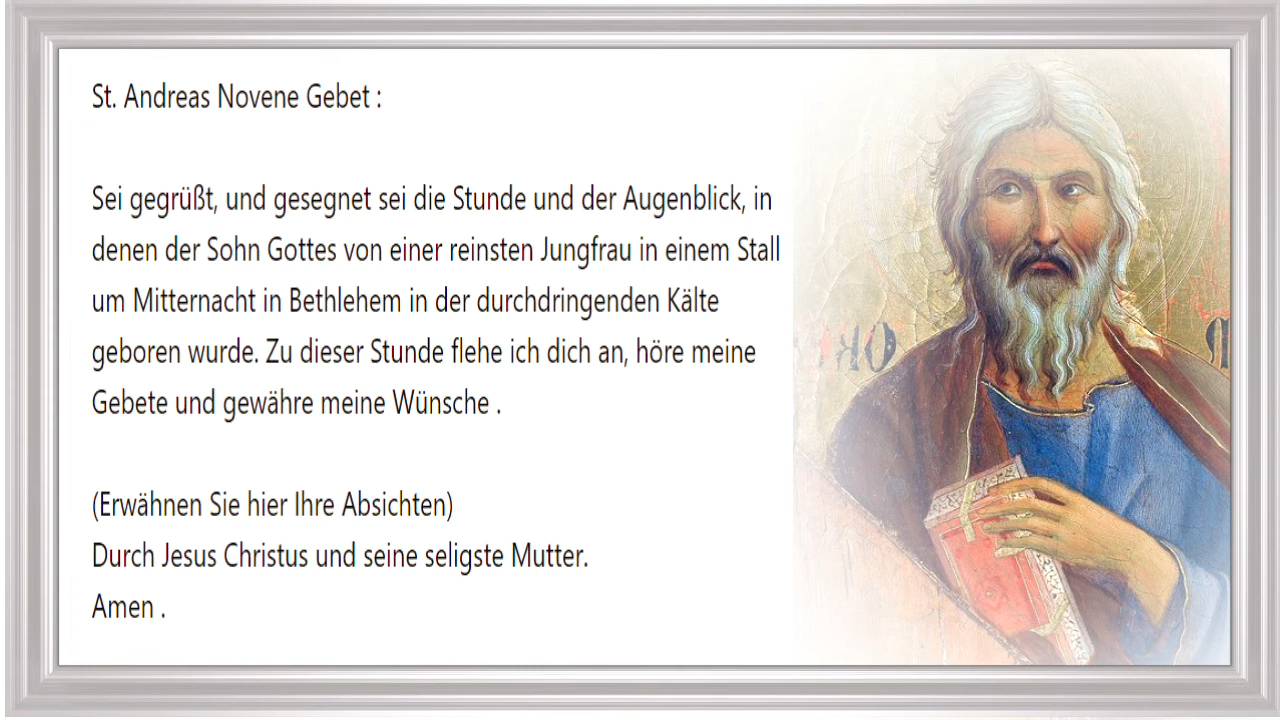 St. Andreas Novene Gebet :
Sei gegrüßt, und gesegnet sei die Stunde und der Augenblick, in
denen der Sohn Gottes von einer reinsten Jungfrau in einem Stall
um Mitternacht in Bethlehem in der durchdringenden Kälte
geboren wurde. Zu dieser Stunde flehe ich dich an, höre meine
Gebete und gewähre meine Wünsche .
(Erwähnen Sie hier Ihre Absichten)
Durch Jesus Christus und seine seligste Mutter.
Amen .